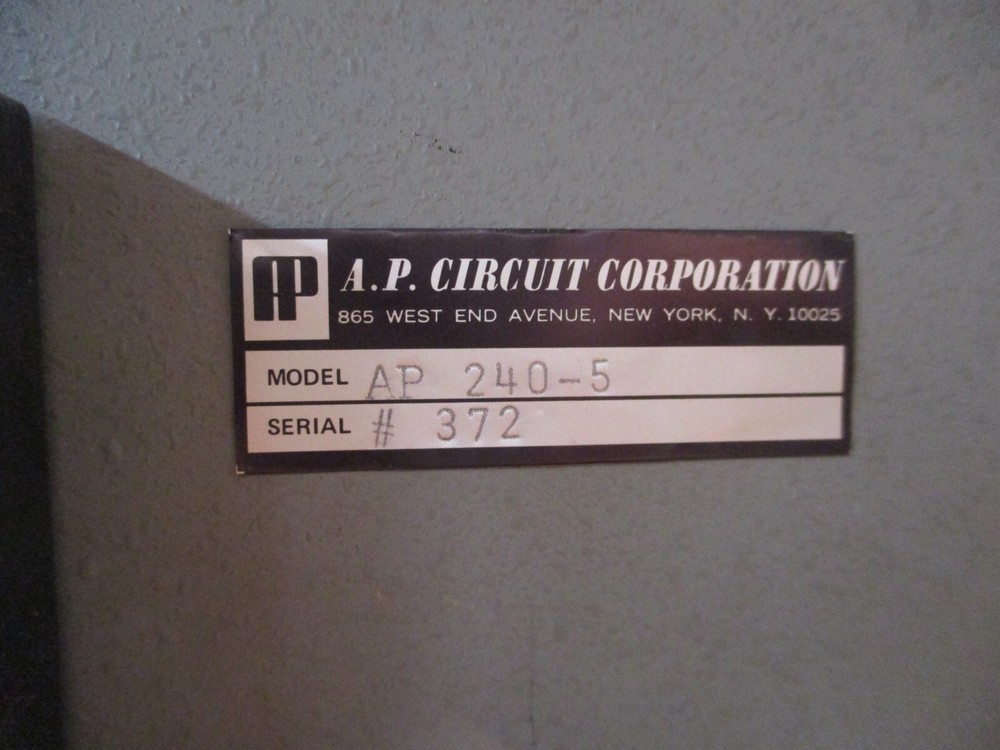 AP
A.P. CIRCUIT CORPORATION
865 WEST END AVENUE, NEW YORK, N. Y. 10025
MODEL AP 240-5
SERIAL # 372